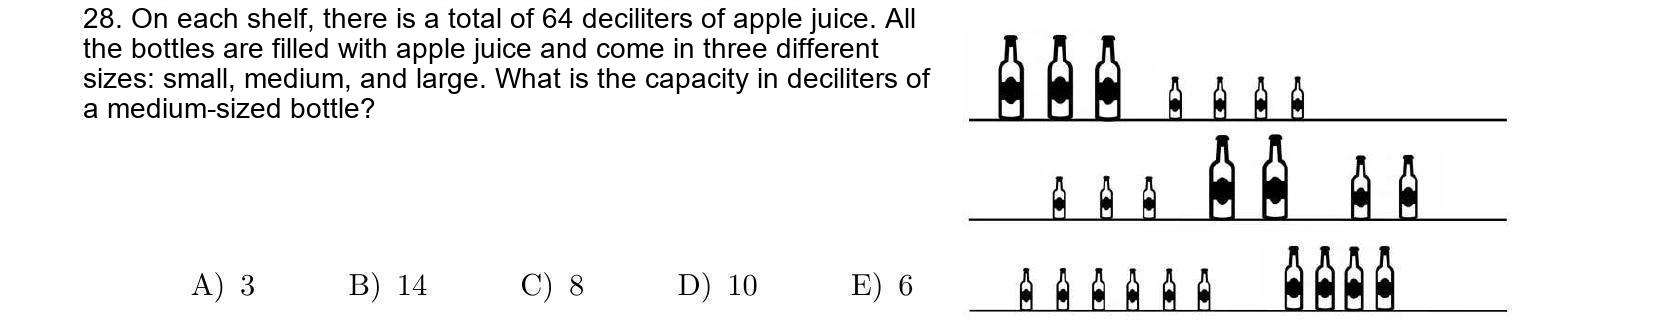 28. On each shelf, there is a total of 64 deciliters of apple juice. All
the bottles are filled with apple juice and come in three different
sizes: small, medium, and large. What is the capacity in deciliters of
a medium-sized bottle?
A) 3 B) 14 C) 8 D) 10 E) 6